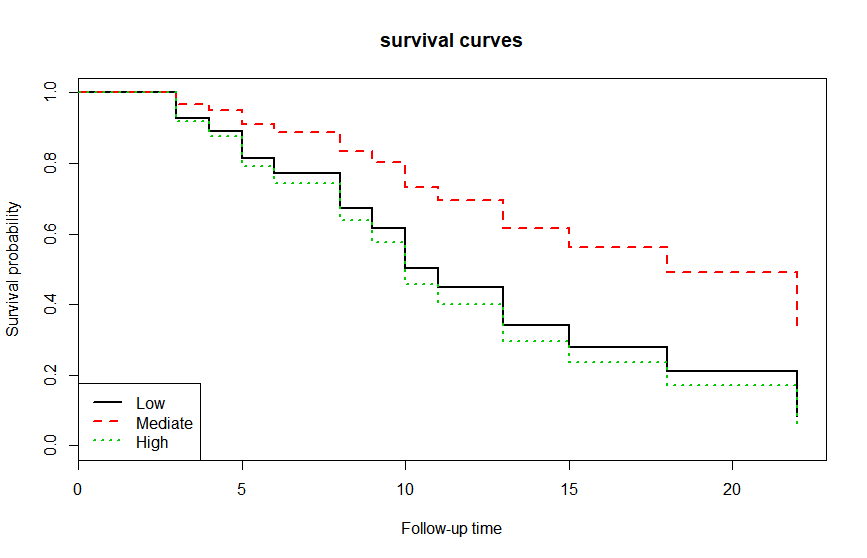 survival curves
Survival probability
1.0
0.8
0.6
0.4
0.2
0.0
Low
Mediate
High
0 5 10 15 20
Follow-up time